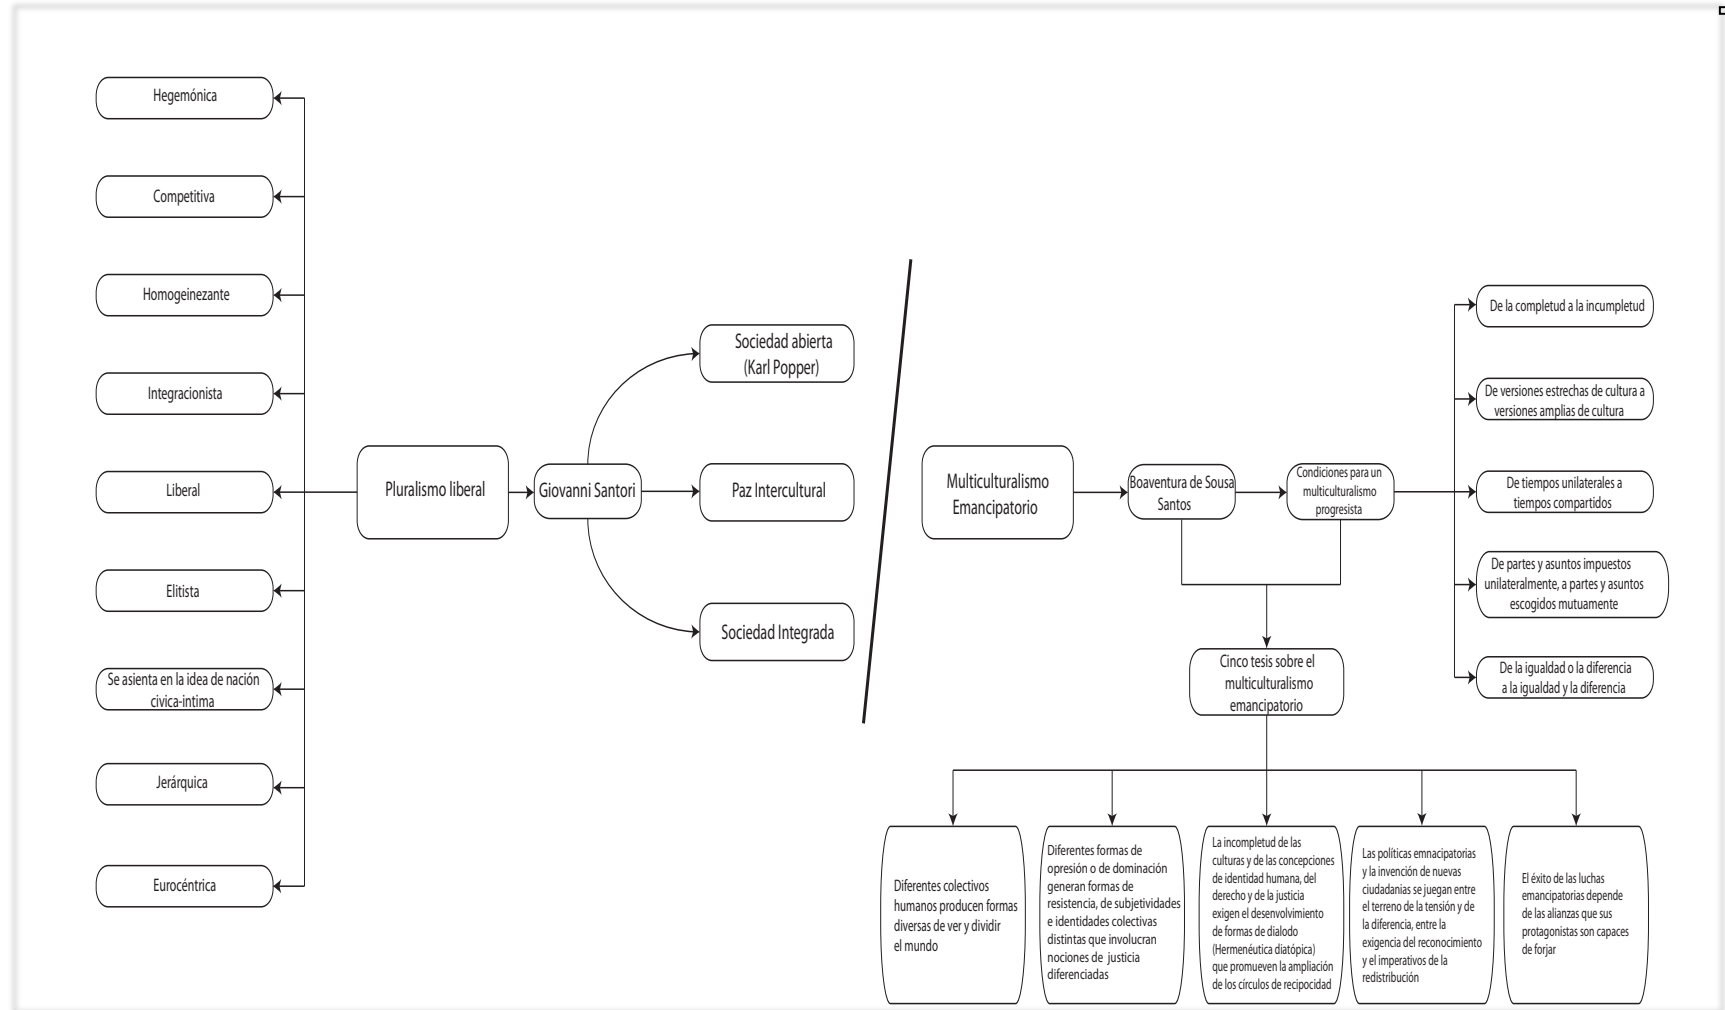 Hegemónica
Competitiva
Homogeinezante
Integracionista
Liberal
Elitista
Se asienta en la idea de nación
civica-intima
Jerárquica
Eurocéntrica
Pluralismo liberal
Giovanni Santori
Sociedad abierta
(Karl Popper)
Paz Intercultural
Sociedad Integrada
Multiculturalismo
Emancipatorio
Boaventura de Sousa
Santos
Condiciones para un
multiculturalismo
progresista
De la completud a la incumpletud
De versiones estrechas de cultura a
versiones amplias de cultura
De tiempos unilaterales a
tiempos compartidos
De partes y asuntos impuestos
unilateralmente, a partes y asuntos
escogidos mutuamente
De la igualdad o la diferencia
a la igualdad y la diferencia
Cinco tesis sobre el
multiculturalismo
emancipatorio
Diferentes colectivos
humanos producen formas
diversas de ver y dividir
el mundo
Diferentes formas de
opresión o de dominación
generan formas de
resistencia, de subjetividades
e identidades colectivas
distintas que involucran
nociones de justicia
diferenciadas
La incompletud de las
culturas y de las concepciones
de identidad humana, del
derecho y de la justicia
exigen el desenvolvimiento
de formas de dialodo
(Hermenéutica diatópica)
que promueven la ampliación
de los círculos de recipocidad
Las políticas emnacipatorias
y la invención de nuevas
ciudadanias se juegan entre
el terreno de la tensión y de
la diferencia, entre la
exigencia del reconocimiento
y el imperativos de la
redistribución
El éxito de las luchas
emancipatorias depende
de las alianzas que sus
protagonistas son capaces
de forjar